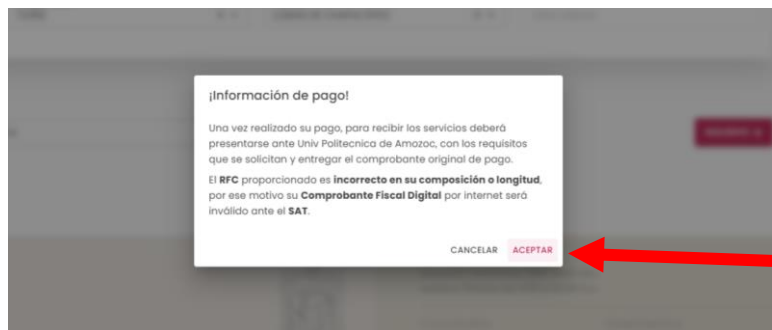 ¡Información de pago!
Una vez realizado su pago, para recibir los servicios deberá
presentarse ante Univ Politecnica de Amozoc, con los requisitos
que se solicitan y entregar el comprobante original de pago.
El RFC proporcionado es incorrecto en su composición o longitud,
por ese motivo su Comprobante Fiscal Digital por internet será
inválido ante el SAT.
CANCELAR ACEPTAR